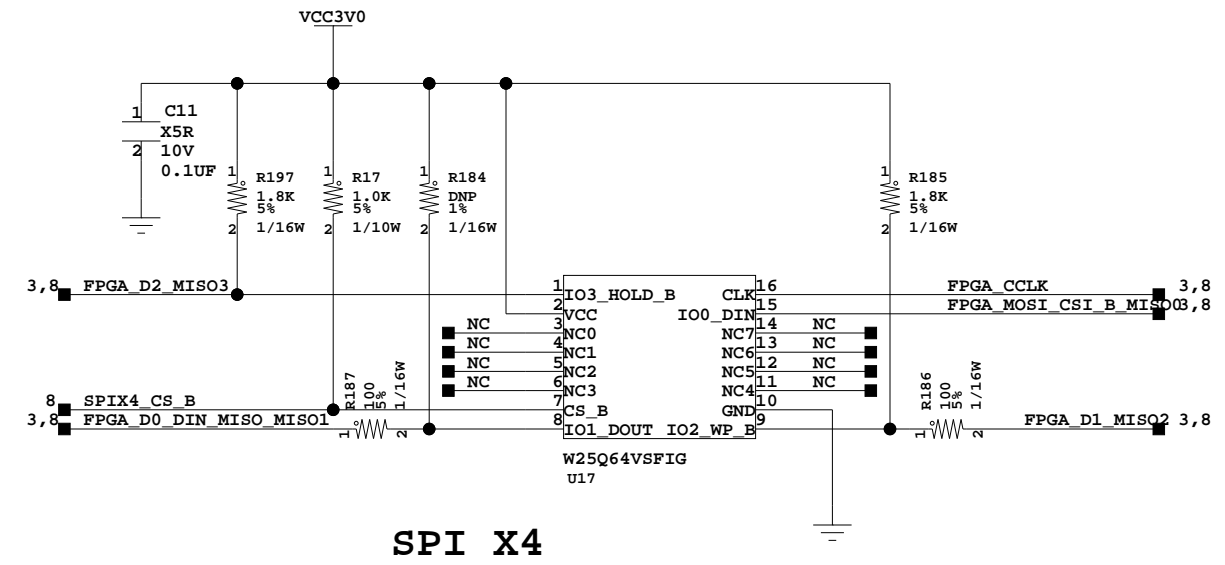 VCC3V0
1 C11
X5R
2 10V
0.1UF
1 R197
1.8K
5%
2 1/16W
1 R17
1.0K
5%
2 1/10W
1 R184
DNP
1%
2 1/16W
1 R185
1.8K
5%
2 1/16W
3,8 FPGA_D2_MISO3
1 IO3_HOLD_B
2 VCC
NC 3 NC0
NC 4 NC1
NC 5 NC2
NC 6 NC3
8 SPIX4_CS_B
7 CS_B
3,8 FPGA_D0_DIN_MISO_MISO1
1 2
R187
100
5%
1/16W
8 IO1_DOUT
CLK 16 FPGA_CCLK 3,8
IO0_DIN 15 FPGA_MOSI_CSI_B_MISO0 3,8
NC7 14 NC
NC6 13 NC
NC5 12 NC
NC4 11 NC
GND 10
IO2_WP_B 9
R186
100
5%
1/16W
1 2
FPGA_D1_MISO2 3,8
W25Q64VSFIG
U17
SPI X4